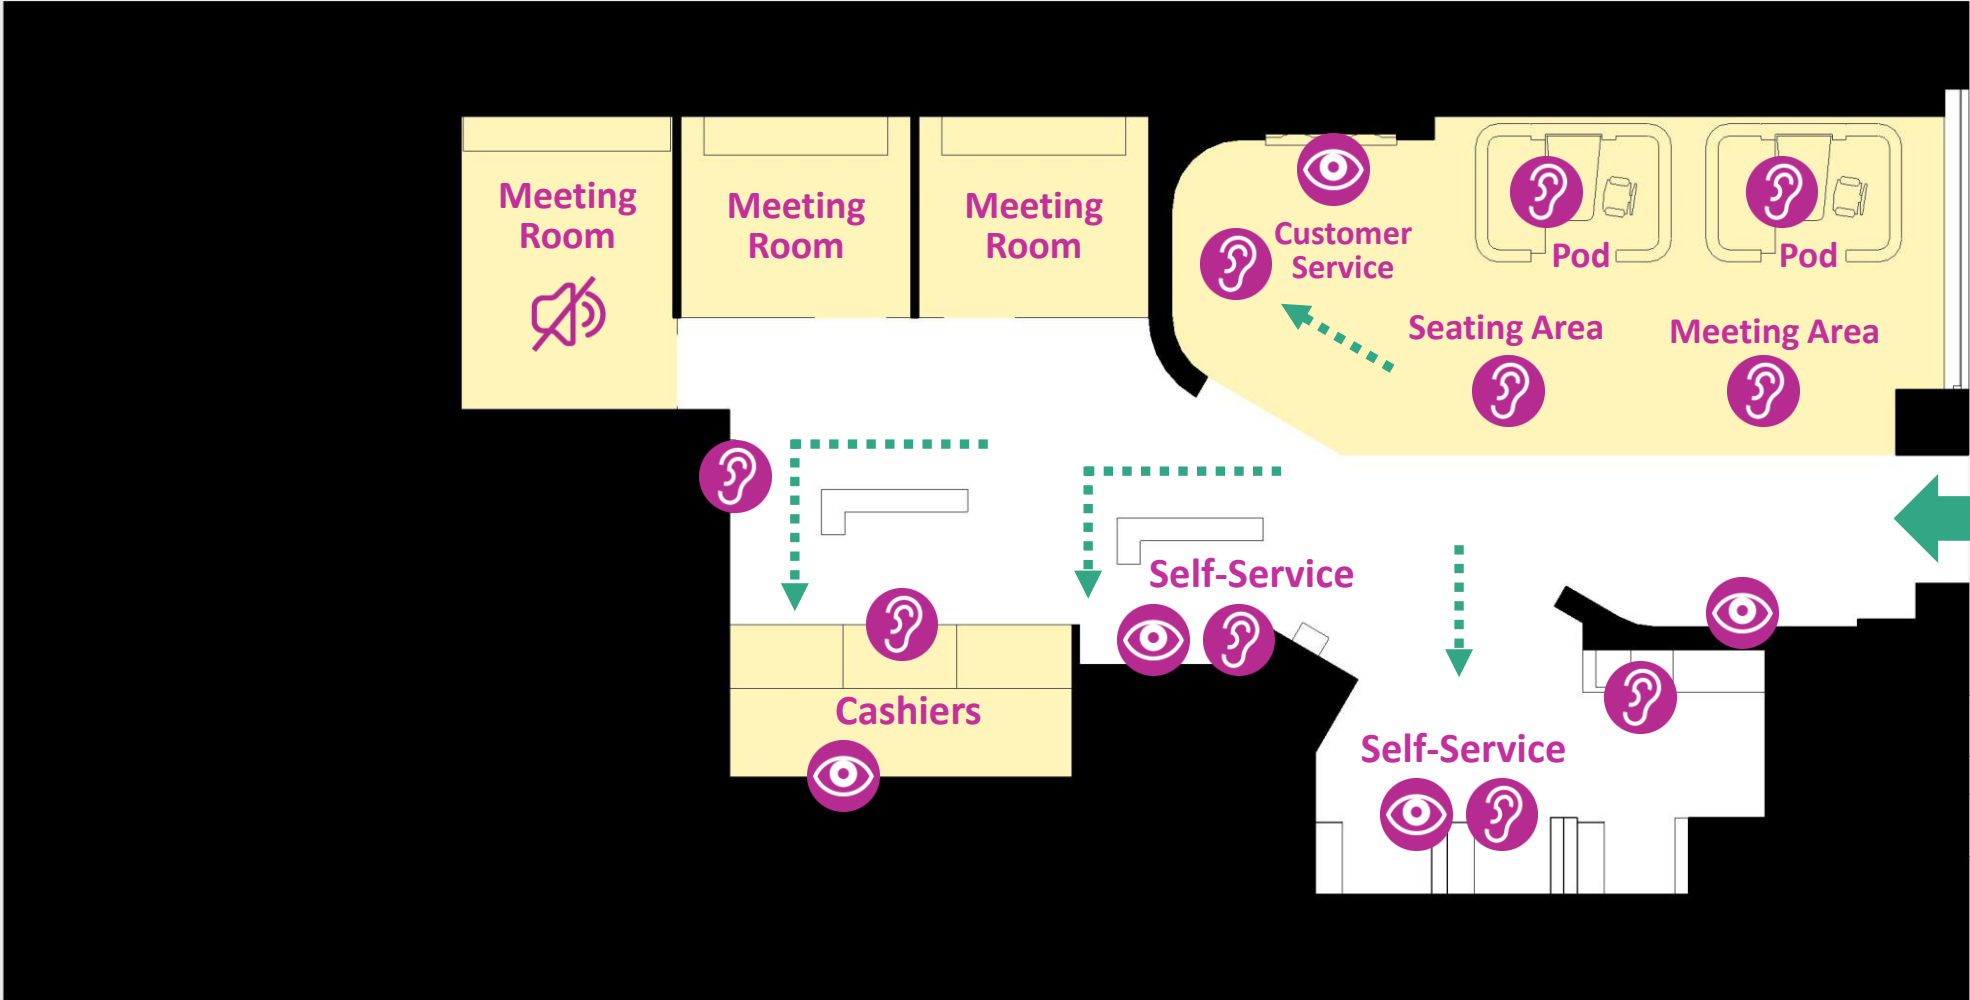 Meeting
Room
Meeting
Room
Meeting
Room
Customer
Service
Pod
Pod
Seating Area
Meeting Area
Self-Service
Cashiers
Self-Service